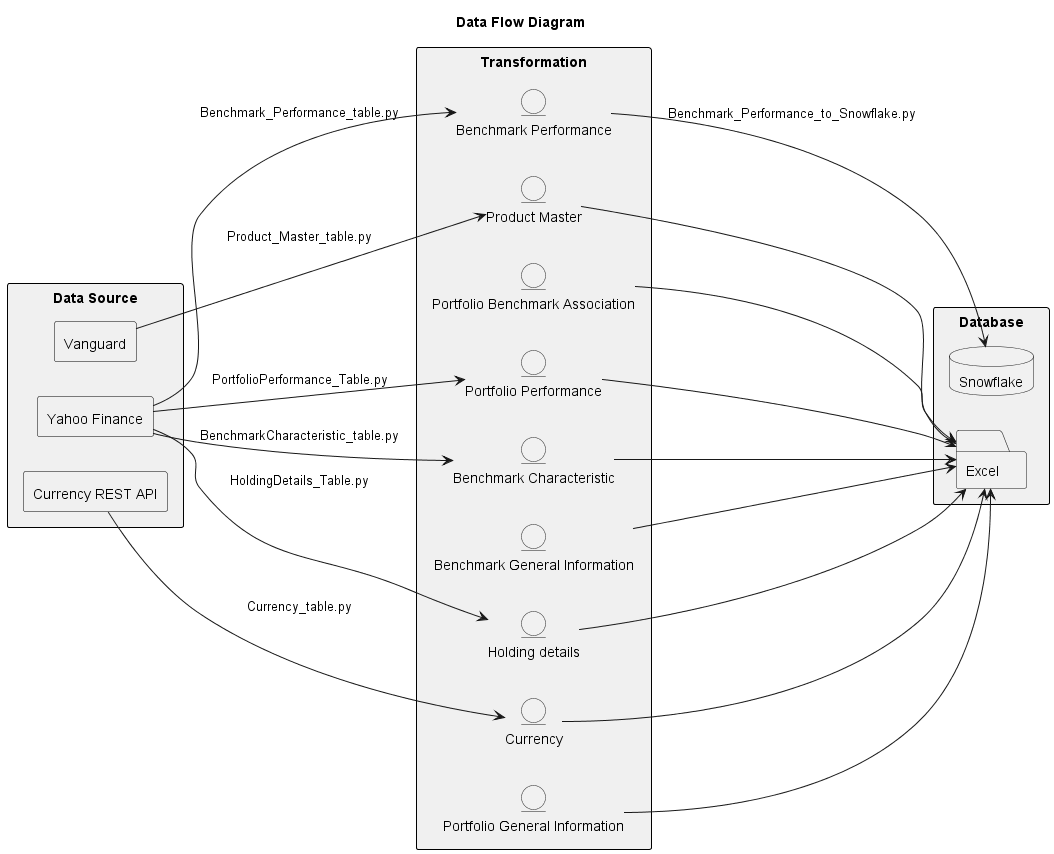 Data Flow Diagram
Transformation
Benchmark_Performance_table.py
Benchmark Performance
Benchmark_Performance_to_Snowflake.py
Product Master
Product_Master_table.py
Data Source
Portfolio Benchmark Association
Database
Vanguard
Snowflake
PortfolioPerformance_Table.py
Portfolio Performance
Yahoo Finance
BenchmarkCharacteristic_table.py
Benchmark Characteristic
Excel
HoldingDetails_Table.py
Currency REST API
Benchmark General Information
Currency_table.py
Holding details
Currency
Portfolio General Information